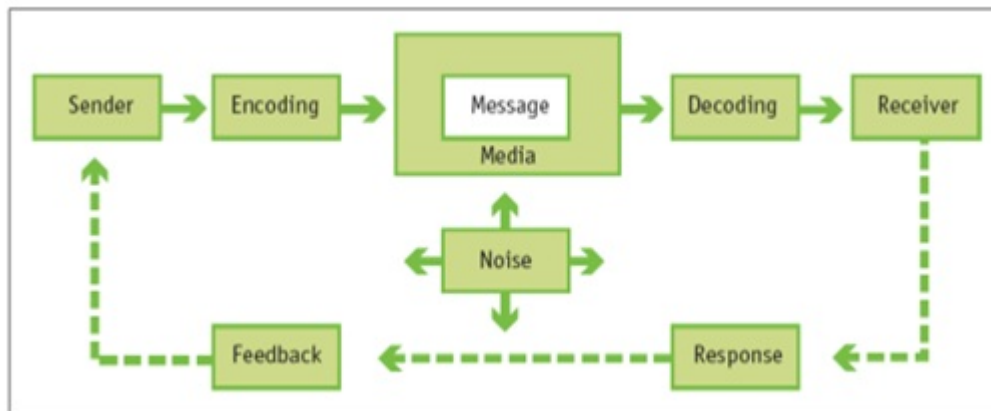 Sender
Encoding
Message
Media
Decoding
Receiver
Noise
Feedback
Response